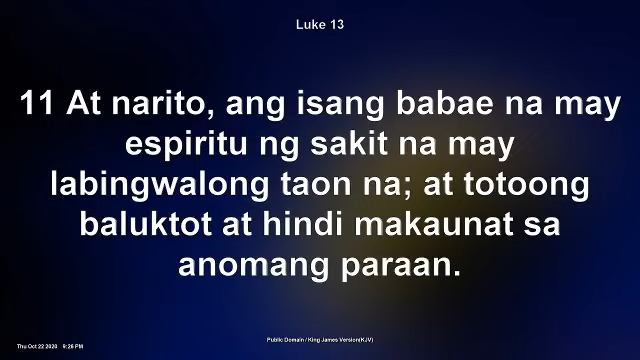 Luke 13
11 At narito, ang isang babae na may
espiritu ng sakit na may
labingwalong taon na; at totoong
baluktot at hindi makaunat sa
anomang paraan.
Public Domain / King James Version(KJV)
Thu Oct 22 2020 9:26 PM